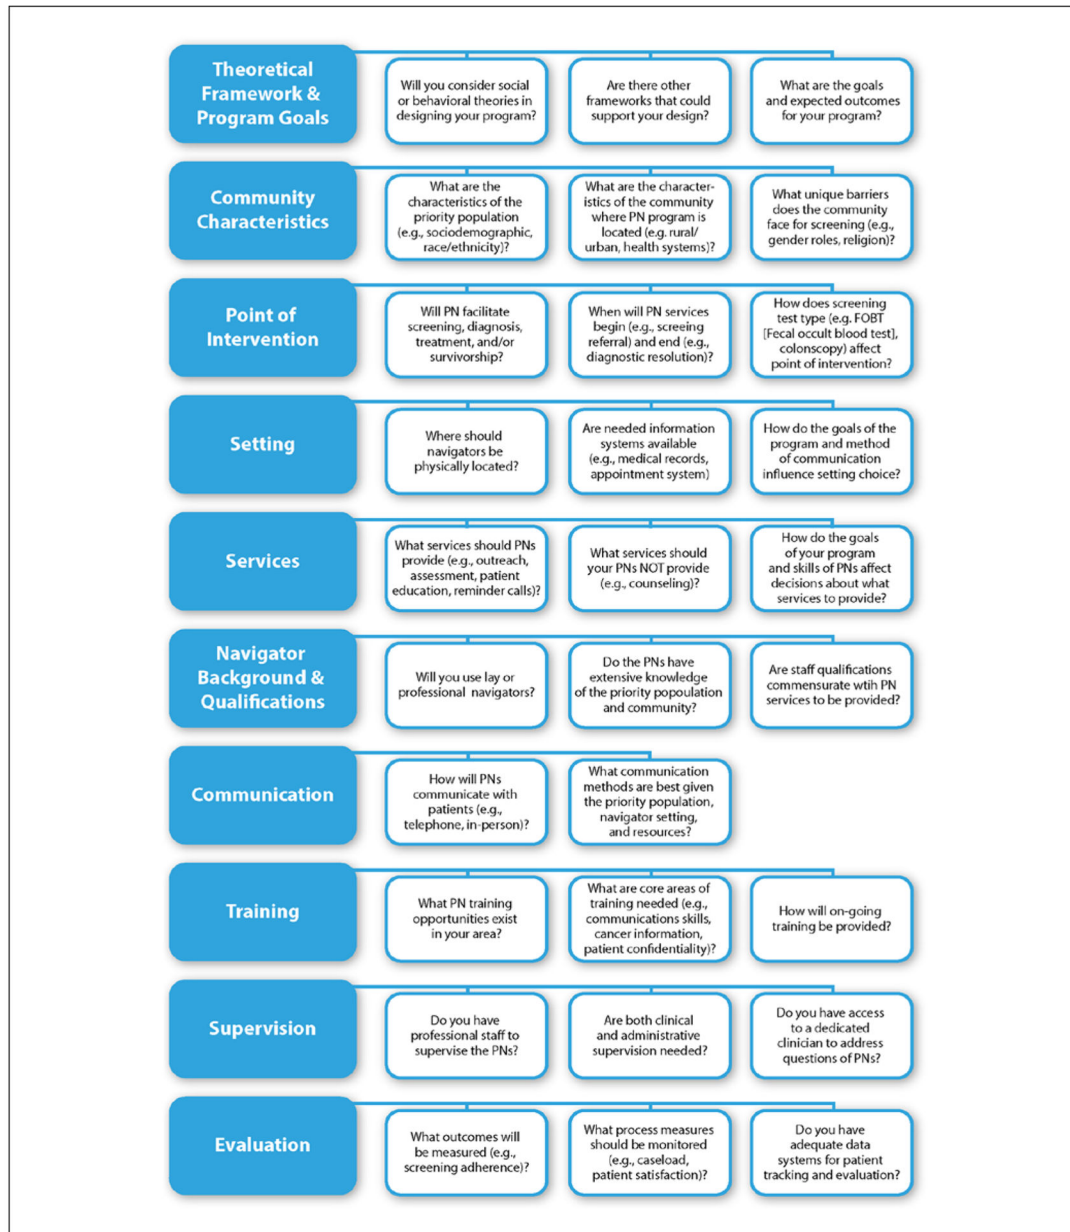 Theoretical
Framework &
Program Goals
Will you consider social
or behavioral theories in
designing your program?
Are there other
frameworks that could
support your design?
What are the goals
and expected outcomes
for your program?
Community
Characteristics
What are the
characteristics of the
priority population
(e.g., sociodemographic,
race/ethnicity)?
What are the character-
istics of the community
where PN program is
located (e.g. rural/
urban, health systems)?
What unique barriers
does the community
face for screening (e.g.,
gender roles, religion)?
Point of
Intervention
Will PN facilitate
screening, diagnosis,
treatment, and/or
survivorship?
When will PN services
begin (e.g., screeing
referral) and end (e.g.,
diagnostic resolution)?
How does screening
test type (e.g. FOBT
[Fecal occult blood test],
colonscopy) affect
point of intervention?
Setting
Where should
navigators be
physically located?
Are needed information
systems available
(e.g., medical records,
appointment system)
How do the goals of the
program and method
of communication
influence setting choice?
Services
What services should PNs
provide (e.g., outreach,
assessment, patient
education, reminder calls)?
What services should
your PNs NOT provide
(e.g., counseling)?
How do the goals
of your program
and skills of PNs affect
decisions about what
services to provide?
Navigator
Background &
Qualifications
Will you use lay or
professional navigators?
Do the PNs have
extensive knowledge
of the priority popoulation
and community?
Are staff qualifications
commensurate wtih PN
services to be provided?
Communication
How will PNs
communicate with
patients (e.g.,
telephone, in-person)?
What communication
methods are best given
the priority population,
navigator setting,
and resources?
Training
What PN training
opportunities exist
in your area?
What are core areas of
training needed (e.g.,
communications skills,
cancer information,
patient confidentiality)?
How will on-going
training be provided?
Supervision
Do you have
professional staff to
supervise the PNs?
Are both clinical
and administrative
supervision needed?
Do you have access
to a dedicated
clinician to address
questions of PNs?
Evaluation
What outcomes will
be measured (e.g.,
screening adherence)?
What process measures
should be monitored
(e.g., caseload,
patient satisfaction)?
Do you have
adequate data
systems for patient
tracking and evaluation?